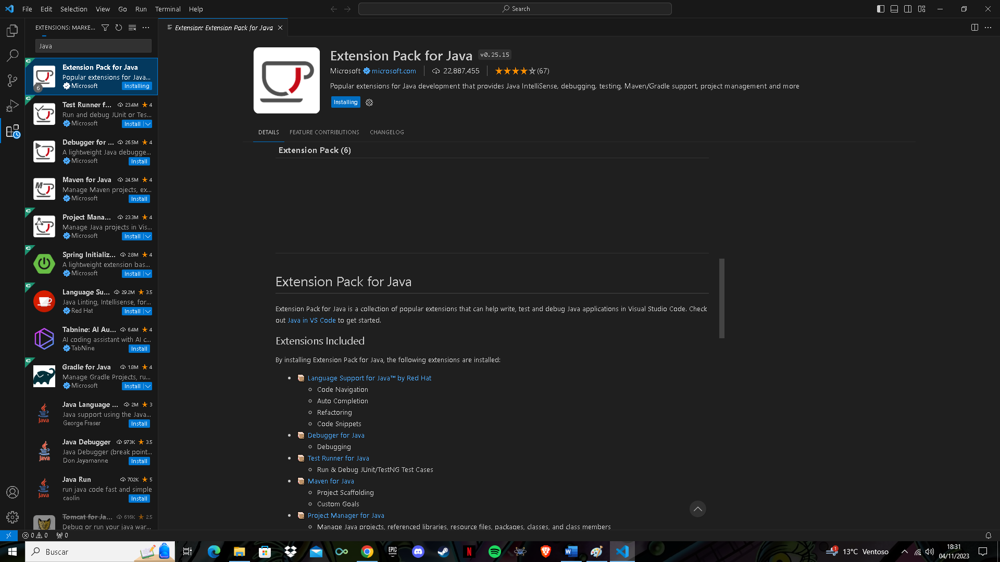 File Edit Selection View Go Run Terminal Help
Search
EXTENSIONS: MARKE...
Extension: Extension Pack for Java
Java
Extension Pack for Java
Popular extensions for Java...
Microsoft
Installing
6
Test Runner f... 23.4M 4
Run and debug JUnit or Tes...
Microsoft
Install
Debugger for ... 26.5M 4
A lightweight Java debugge...
Microsoft
Install
Maven for Java 24.5M 4
Manage Maven projects, ex...
Microsoft
Install
Project Mana... 23.3M 4
Manage Java projects in Vis...
Microsoft
Install
Spring Initializ... 2.8M 4
A lightweight extension bas...
Microsoft
Install
Language Su... 29.2M 3.5
Java Linting, Intellisense, for...
Red Hat
Install
Tabnine: AI Au... 6.4M 4
AI coding assistant with AI c...
TabNine
Install
Gradle for Java 1.8M 4
Manage Gradle Projects, ru...
Microsoft
Install
Java Language ... 2M 3
Java support using the Java...
George Fraser
Install
Java
Java Debugger 973K 3.5
Java Debugger (break point...
Don Jayamanne
Install
Java
Java Run 702K 5
run java code fast and simple
caolin
Install
Java
Tomcat for Ja... 616K 2.5
Debug or run your java war...
Extension Pack for Java v0.25.15
Microsoft microsoft.com 22,887,455 (67)
Popular extensions for Java development that provides Java IntelliSense, debugging, testing, Maven/Gradle support, project management and more
Installing
DETAILS FEATURE CONTRIBUTIONS CHANGELOG
Extension Pack (6)
Extension Pack for Java
Extension Pack for Java is a collection of popular extensions that can help write, test and debug Java applications in Visual Studio Code. Check
out Java in VS Code to get started.
Extensions Included
By installing Extension Pack for Java, the following extensions are installed:
Language Support for Java™ by Red Hat
Code Navigation
Auto Completion
Refactoring
Code Snippets
Debugger for Java
Debugging
Test Runner for Java
Run & Debug JUnit/TestNG Test Cases
Maven for Java
Project Scaffolding
Custom Goals
Project Manager for Java
Manage Java projects, referenced libraries, resource files, packages, classes, and class members
0 0 0
Buscar
EPIC GAMES
1
13°C Ventoso
18:31
04/11/2023